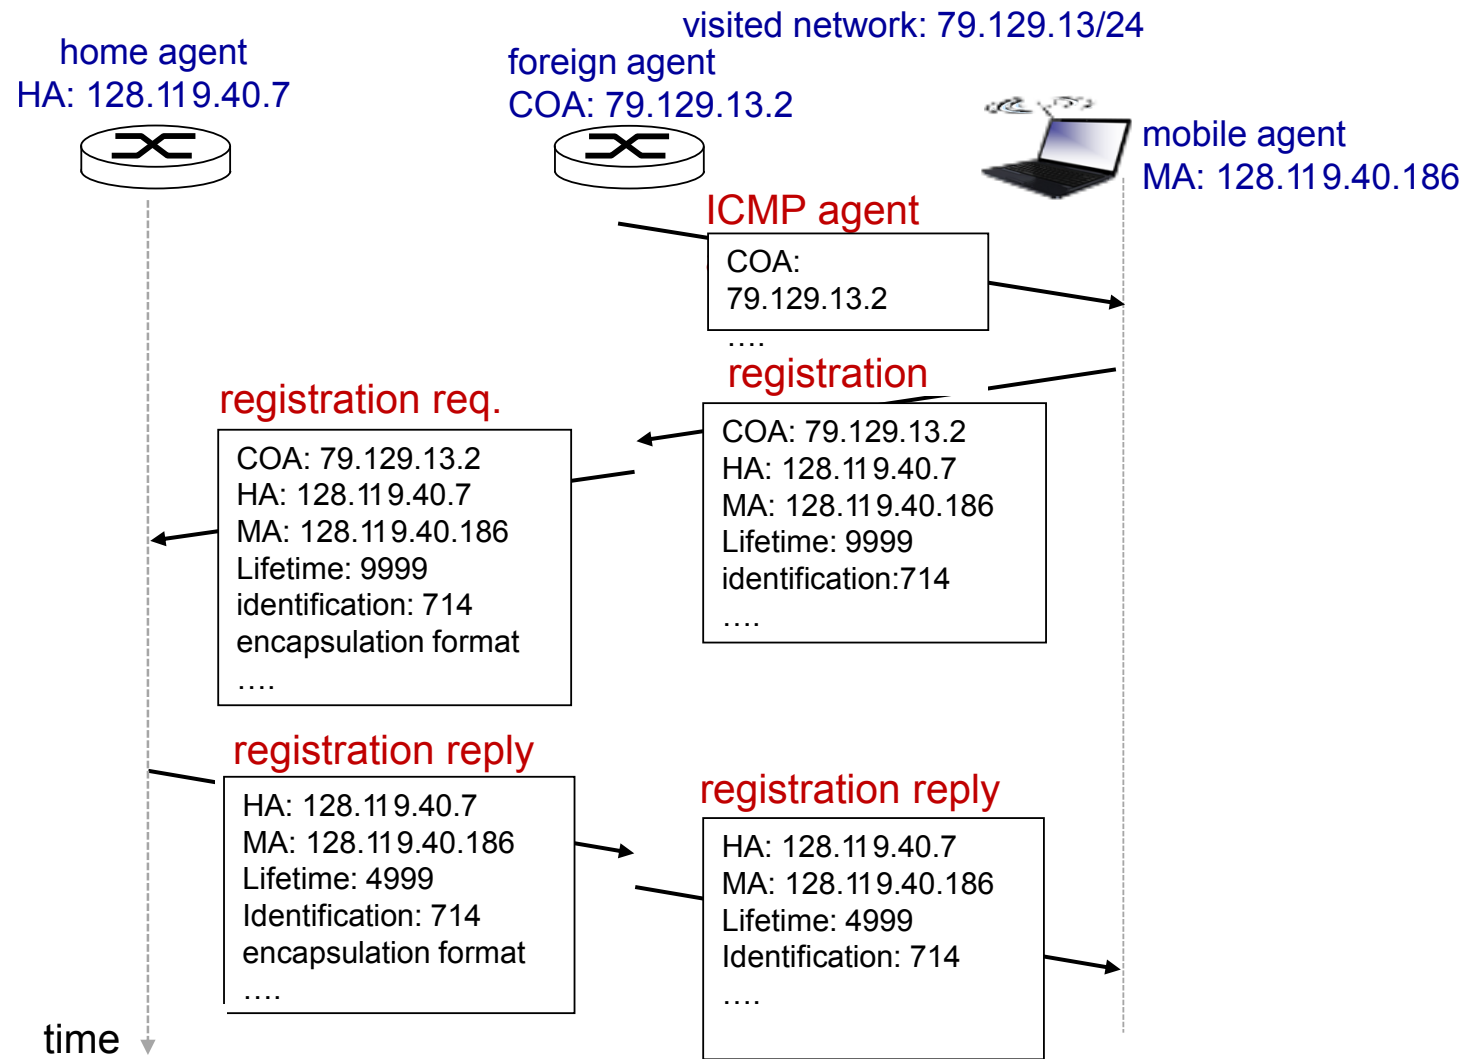 visited network: 79.129.13/24
home agent
HA: 128.119.40.7
foreign agent
COA: 79.129.13.2
mobile agent
MA: 128.119.40.186
ICMP agent
COA:
79.129.13.2
….
registration
COA: 79.129.13.2
HA: 128.119.40.7
MA: 128.119.40.186
Lifetime: 9999
identification:714
….
registration req.
COA: 79.129.13.2
HA: 128.119.40.7
MA: 128.119.40.186
Lifetime: 9999
identification: 714
encapsulation format
….
registration reply
HA: 128.119.40.7
MA: 128.119.40.186
Lifetime: 4999
Identification: 714
encapsulation format
….
registration reply
HA: 128.119.40.7
MA: 128.119.40.186
Lifetime: 4999
Identification: 714
….
time